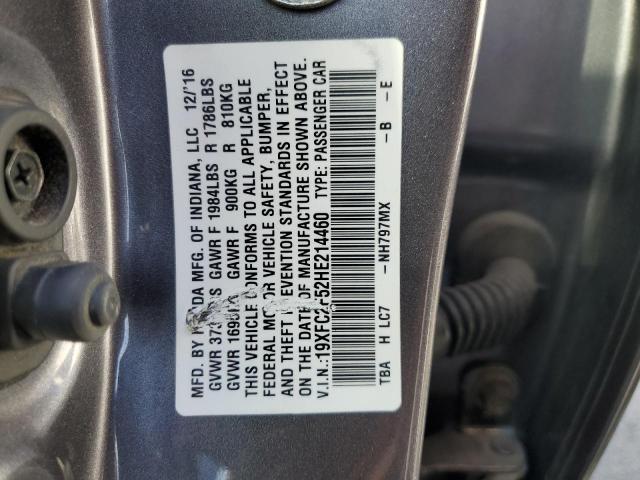 MFD. BY HONDA MFG. OF INDIANA, LLC 12/'16
GVWR GAWR F 1984LBS R 1786LBS
GVWR GAWR F 900KG R 810KG
THIS VEHICLE CONFORMS TO ALL APPLICABLE
FEDERAL MOTOR VEHICLE SAFETY, BUMPER,
AND THEFT PREVENTION STANDARDS IN EFFECT
ON THE DATE OF MANUFACTURE SHOWN ABOVE.
V.I.N.:19XFC2F52HE214460 TYPE: PASSENGER CAR
TBA H LC7 -NH797MX -B -E